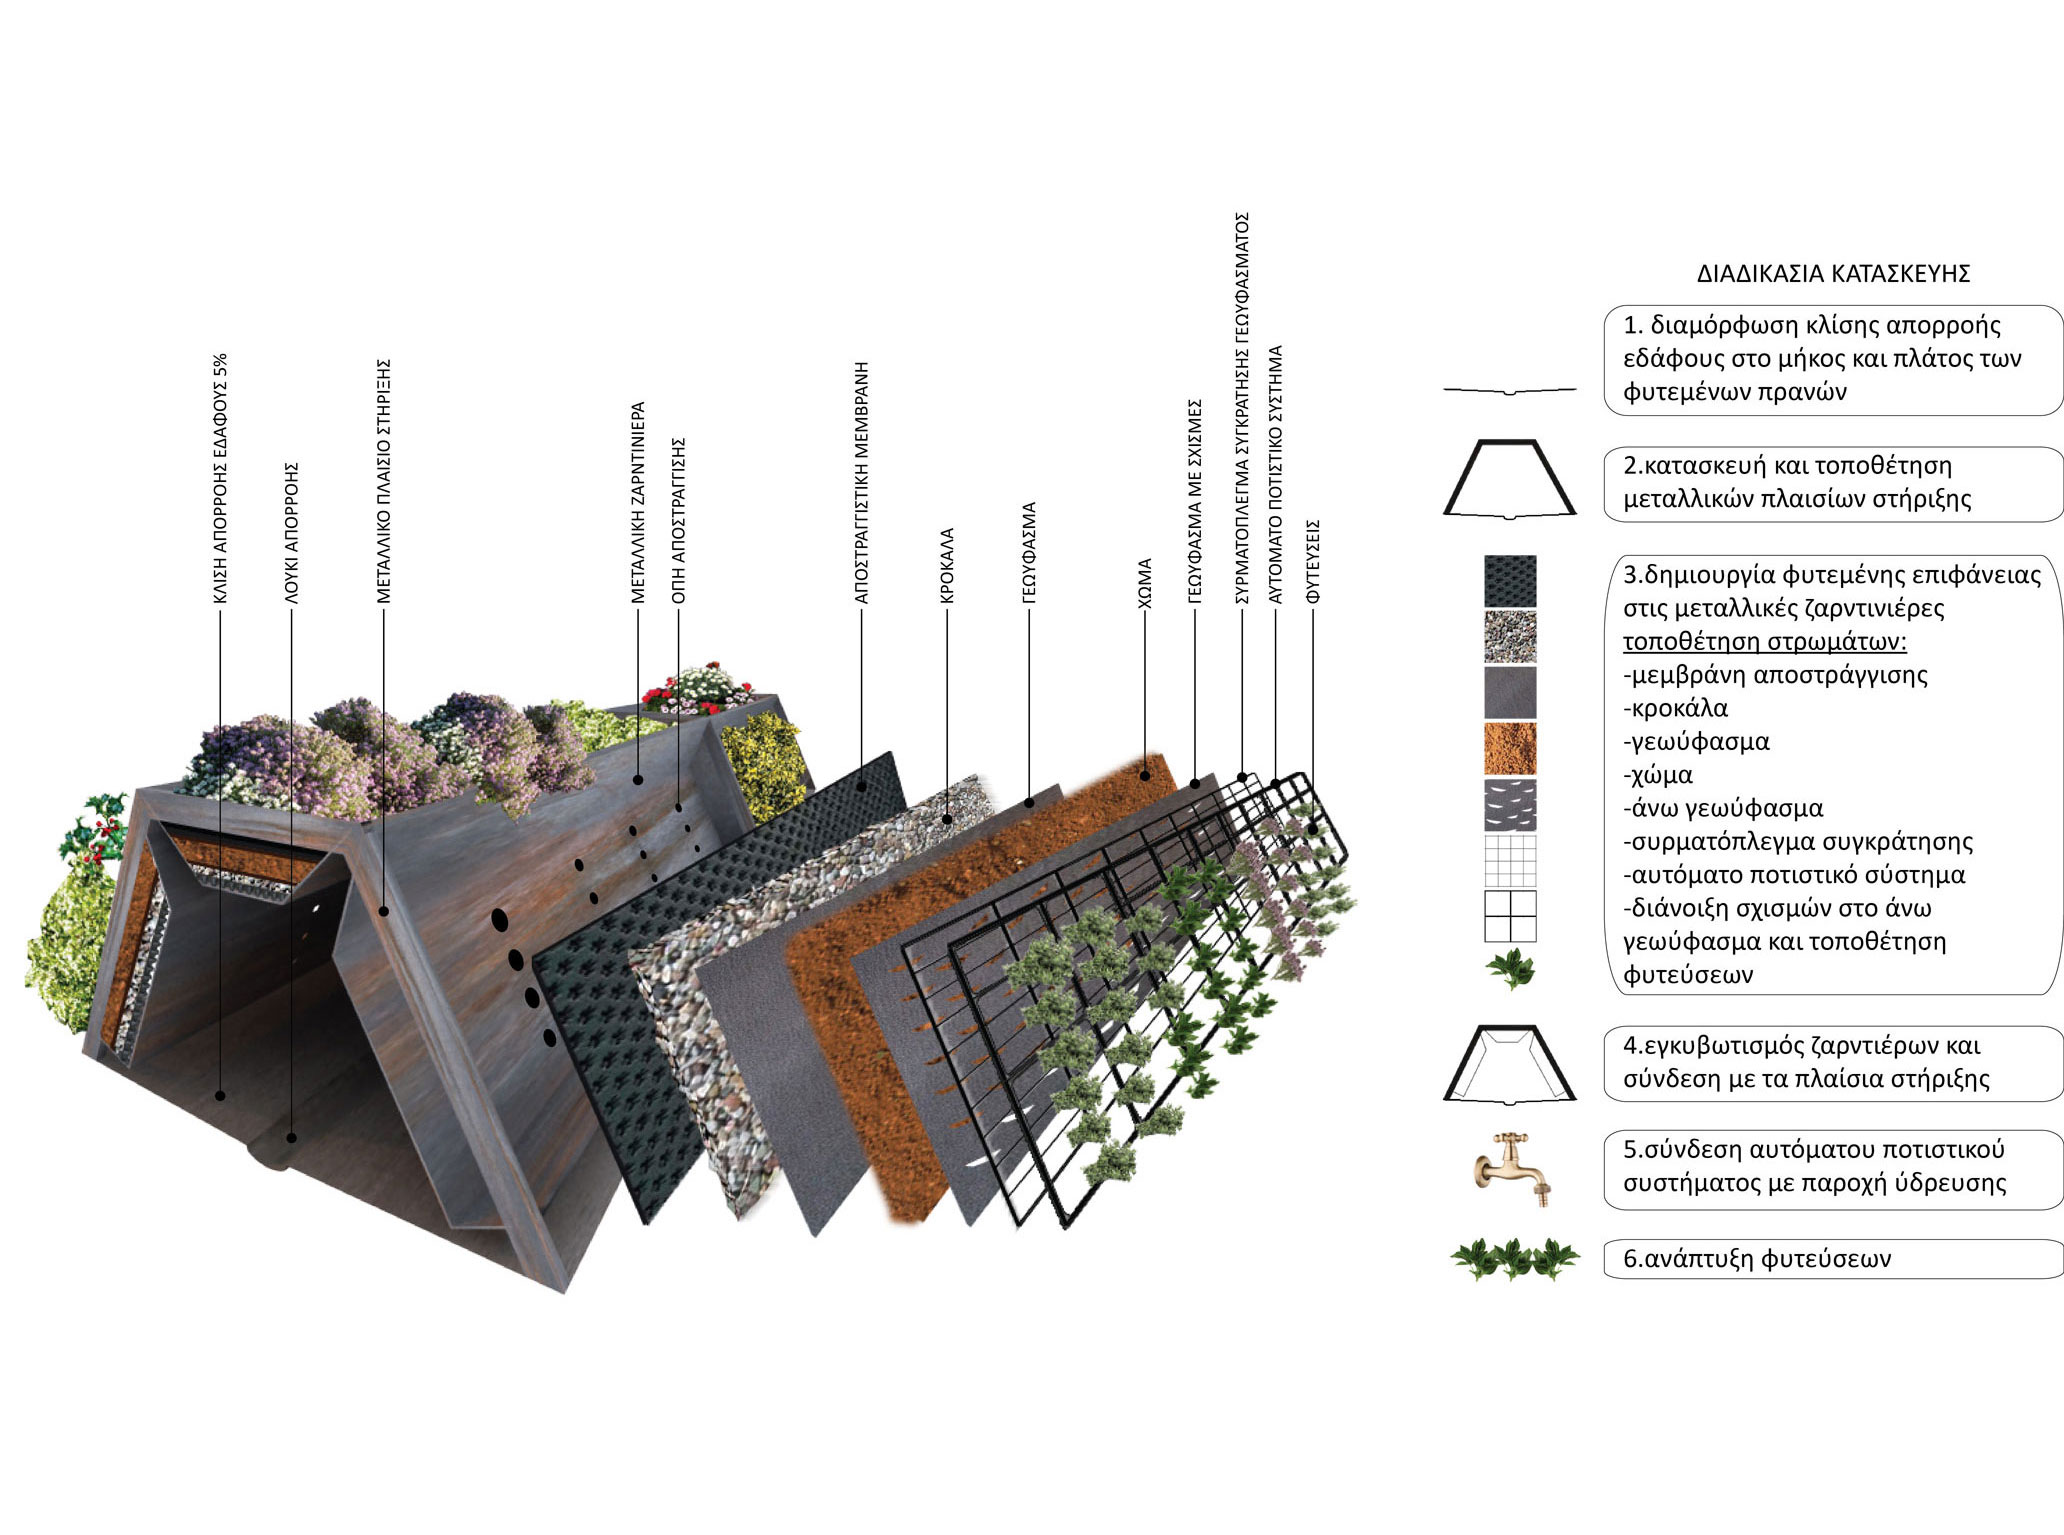 ΚΛΙΣΗ ΑΠΟΡΡΟΗΣ ΕΔΑΦΟΥΣ 5%
ΛΟΥΚΙ ΑΠΟΡΡΟΗΣ
ΜΕΤΑΛΛΙΚΟ ΠΛΑΙΣΙΟ ΣΤΗΡΙΞΗΣ
ΜΕΤΑΛΛΙΚΗ ΖΑΡΝΤΙΝΙΕΡΑ
ΟΠΗ ΑΠΟΣΤΡΑΓΓΙΣΗΣ
ΑΠΟΣΤΡΑΓΓΙΣΤΙΚΗ ΜΕΜΒΡΑΝΗ
ΚΡΟΚΑΛΑ
ΓΕΩΥΦΑΣΜΑ
ΧΩΜΑ
ΓΕΩΥΦΑΣΜΑ ΜΕ ΣΧΙΣΜΕΣ
ΣΥΡΜΑΤΟΠΛΕΓΜΑ ΣΥΓΚΡΑΤΗΣΗΣ ΓΕΩΥΦΑΣΜΑΤΟΣ
ΑΥΤΟΜΑΤΟ ΠΟΤΙΣΤΙΚΟ ΣΥΣΤΗΜΑ
ΦΥΤΕΥΣΕΙΣ
ΔΙΑΔΙΚΑΣΙΑ ΚΑΤΑΣΚΕΥΗΣ
1. διαμόρφωση κλίσης απορροής
εδάφους στο μήκος και πλάτος των
φυτεμένων πρανών
2.κατασκευή και τοποθέτηση
μεταλλικών πλαισίων στήριξης
3.δημιουργία φυτεμένης επιφάνειας
στις μεταλλικές ζαρντινιέρες
τοποθέτηση στρωμάτων:
-μεμβράνη αποστράγγισης
-κροκάλα
-γεωύφασμα
-χώμα
-άνω γεωύφασμα
-συρματόπλεγμα συγκράτησης
-αυτόματο ποτιστικό σύστημα
-διάνοιξη σχισμών στο άνω
γεωύφασμα και τοποθέτηση
φυτεύσεων
4.εγκυβωτισμός ζαρντιέρων και
σύνδεση με τα πλαίσια στήριξης
5.σύνδεση αυτόματου ποτιστικού
συστήματος με παροχή ύδρευσης
6.ανάπτυξη φυτεύσεων